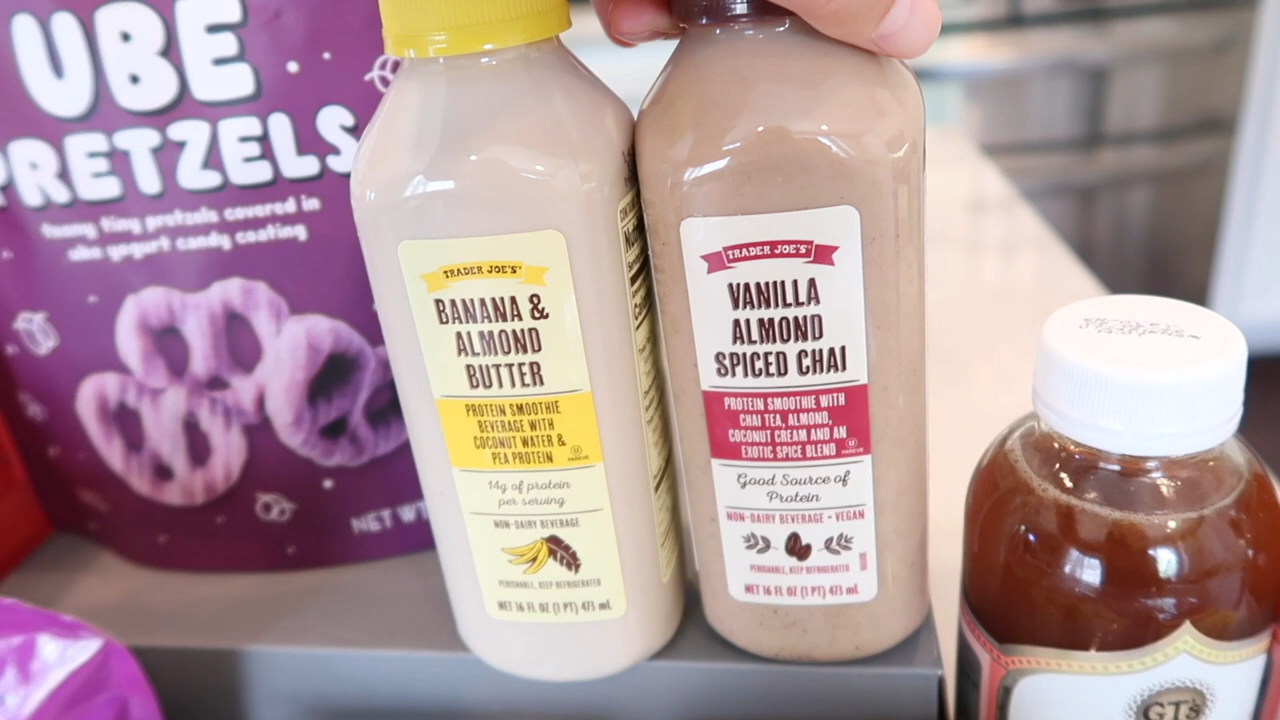 UBE
PRETZELS
teany tiny pretzels covered in
ube yogurt candy coating
NET WT
TRADER JOE'S
BANANA &
ALMOND
BUTTER
PROTEIN SMOOTHIE
BEVERAGE WITH
COCONUT WATER &
PEA PROTEIN
U
PAREVE
14g of protein
per serving
NON-DAIRY BEVERAGE
PERISHABLE, KEEP REFRIGERATED
NET 16 FL OZ (1 PT) 473 mL
TRADER JOE'S
VANILLA
ALMOND
SPICED CHAI
PROTEIN SMOOTHIE WITH
CHAI TEA, ALMOND,
COCONUT CREAM AND AN
EXOTIC SPICE BLEND
U
PAREVE
Good Source of
Protein
NON-DAIRY BEVERAGE • VEGAN
PERISHABLE, KEEP REFRIGERATED
NET 16 FL OZ (1 PT) 473 mL
GT's